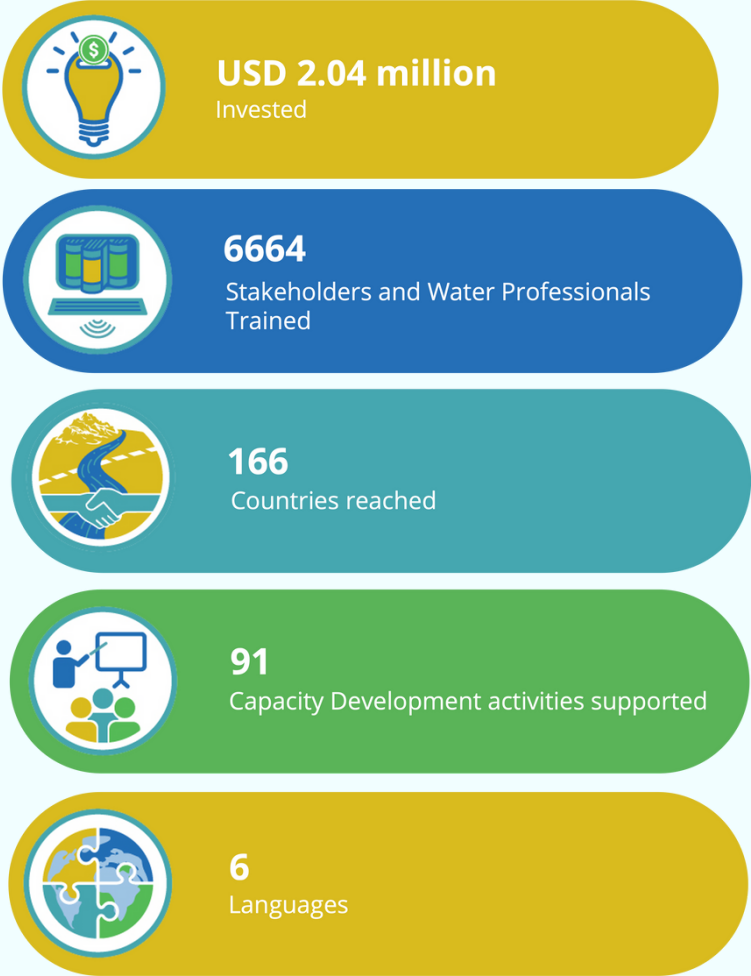 $
USD 2.04 million
Invested
6664
Stakeholders and Water Professionals
Trained
166
Countries reached
91
Capacity Development activities supported
6
Languages